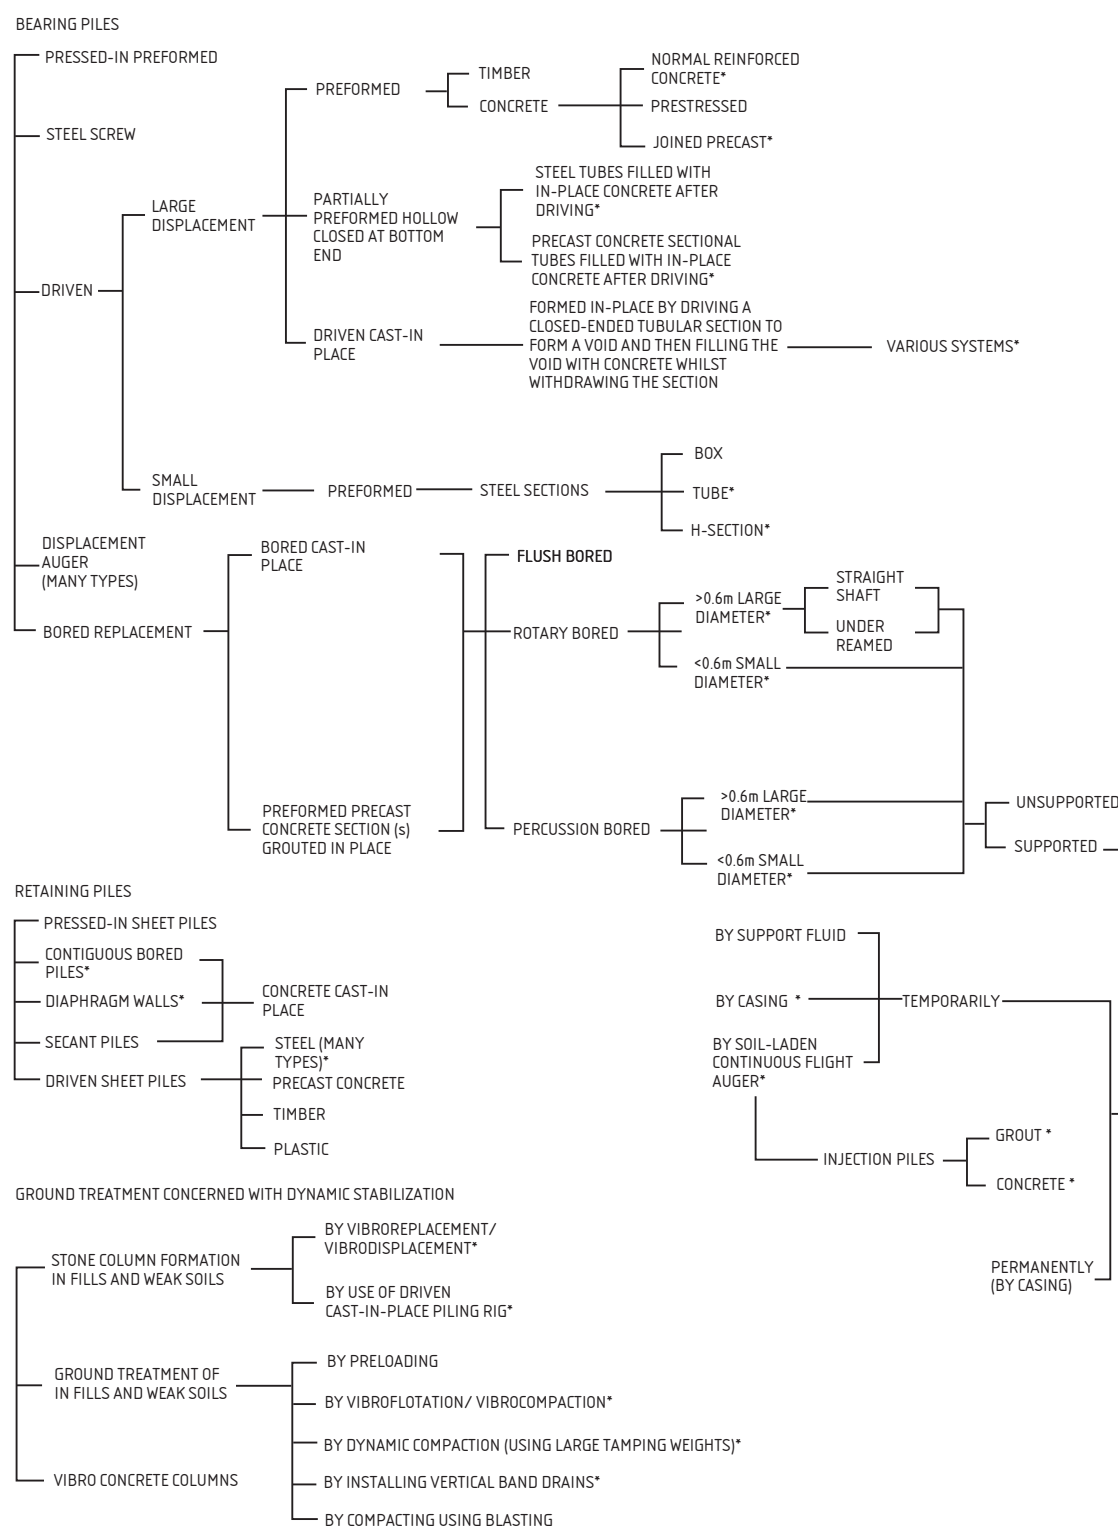 BEARING PILES
PRESSED-IN PREFORMED
STEEL SCREW
DRIVEN
LARGE
DISPLACEMENT
PREFORMED
TIMBER
CONCRETE
NORMAL REINFORCED
CONCRETE*
PRESTRESSED
JOINED PRECAST*
PARTIALLY
PREFORMED HOLLOW
CLOSED AT BOTTOM
END
STEEL TUBES FILLED WITH
IN-PLACE CONCRETE AFTER
DRIVING*
PRECAST CONCRETE SECTIONAL
TUBES FILLED WITH IN-PLACE
CONCRETE AFTER DRIVING*
DRIVEN CAST-IN
PLACE
FORMED IN-PLACE BY DRIVING A
CLOSED-ENDED TUBULAR SECTION TO
FORM A VOID AND THEN FILLING THE
VOID WITH CONCRETE WHILST
WITHDRAWING THE SECTION
VARIOUS SYSTEMS*
SMALL
DISPLACEMENT
PREFORMED
STEEL SECTIONS
BOX
TUBE*
H-SECTION*
DISPLACEMENT
AUGER
(MANY TYPES)
BORED REPLACEMENT
BORED CAST-IN
PLACE
PREFORMED PRECAST
CONCRETE SECTION (s)
GROUTED IN PLACE
FLUSH BORED
ROTARY BORED
>0.6m LARGE
DIAMETER*
STRAIGHT
SHAFT
UNDER
REAMED
<0.6m SMALL
DIAMETER*
PERCUSSION BORED
>0.6m LARGE
DIAMETER*
<0.6m SMALL
DIAMETER*
UNSUPPORTED
SUPPORTED
RETAINING PILES
PRESSED-IN SHEET PILES
CONTIGUOUS BORED
PILES*
DIAPHRAGM WALLS*
SECANT PILES
CONCRETE CAST-IN
PLACE
DRIVEN SHEET PILES
STEEL (MANY
TYPES)*
PRECAST CONCRETE
TIMBER
PLASTIC
BY SUPPORT FLUID
BY CASING *
BY SOIL-LADEN
CONTINUOUS FLIGHT
AUGER*
TEMPORARILY
INJECTION PILES
GROUT *
CONCRETE *
PERMANENTLY
(BY CASING)
GROUND TREATMENT CONCERNED WITH DYNAMIC STABILIZATION
STONE COLUMN FORMATION
IN FILLS AND WEAK SOILS
BY VIBROREPLACEMENT/
VIBRODISPLACEMENT*
BY USE OF DRIVEN
CAST-IN-PLACE PILING RIG*
GROUND TREATMENT OF
IN FILLS AND WEAK SOILS
BY PRELOADING
BY VIBROFLOTATION/ VIBROCOMPACTION*
BY DYNAMIC COMPACTION (USING LARGE TAMPING WEIGHTS)*
BY INSTALLING VERTICAL BAND DRAINS*
BY COMPACTING USING BLASTING
VIBRO CONCRETE COLUMNS